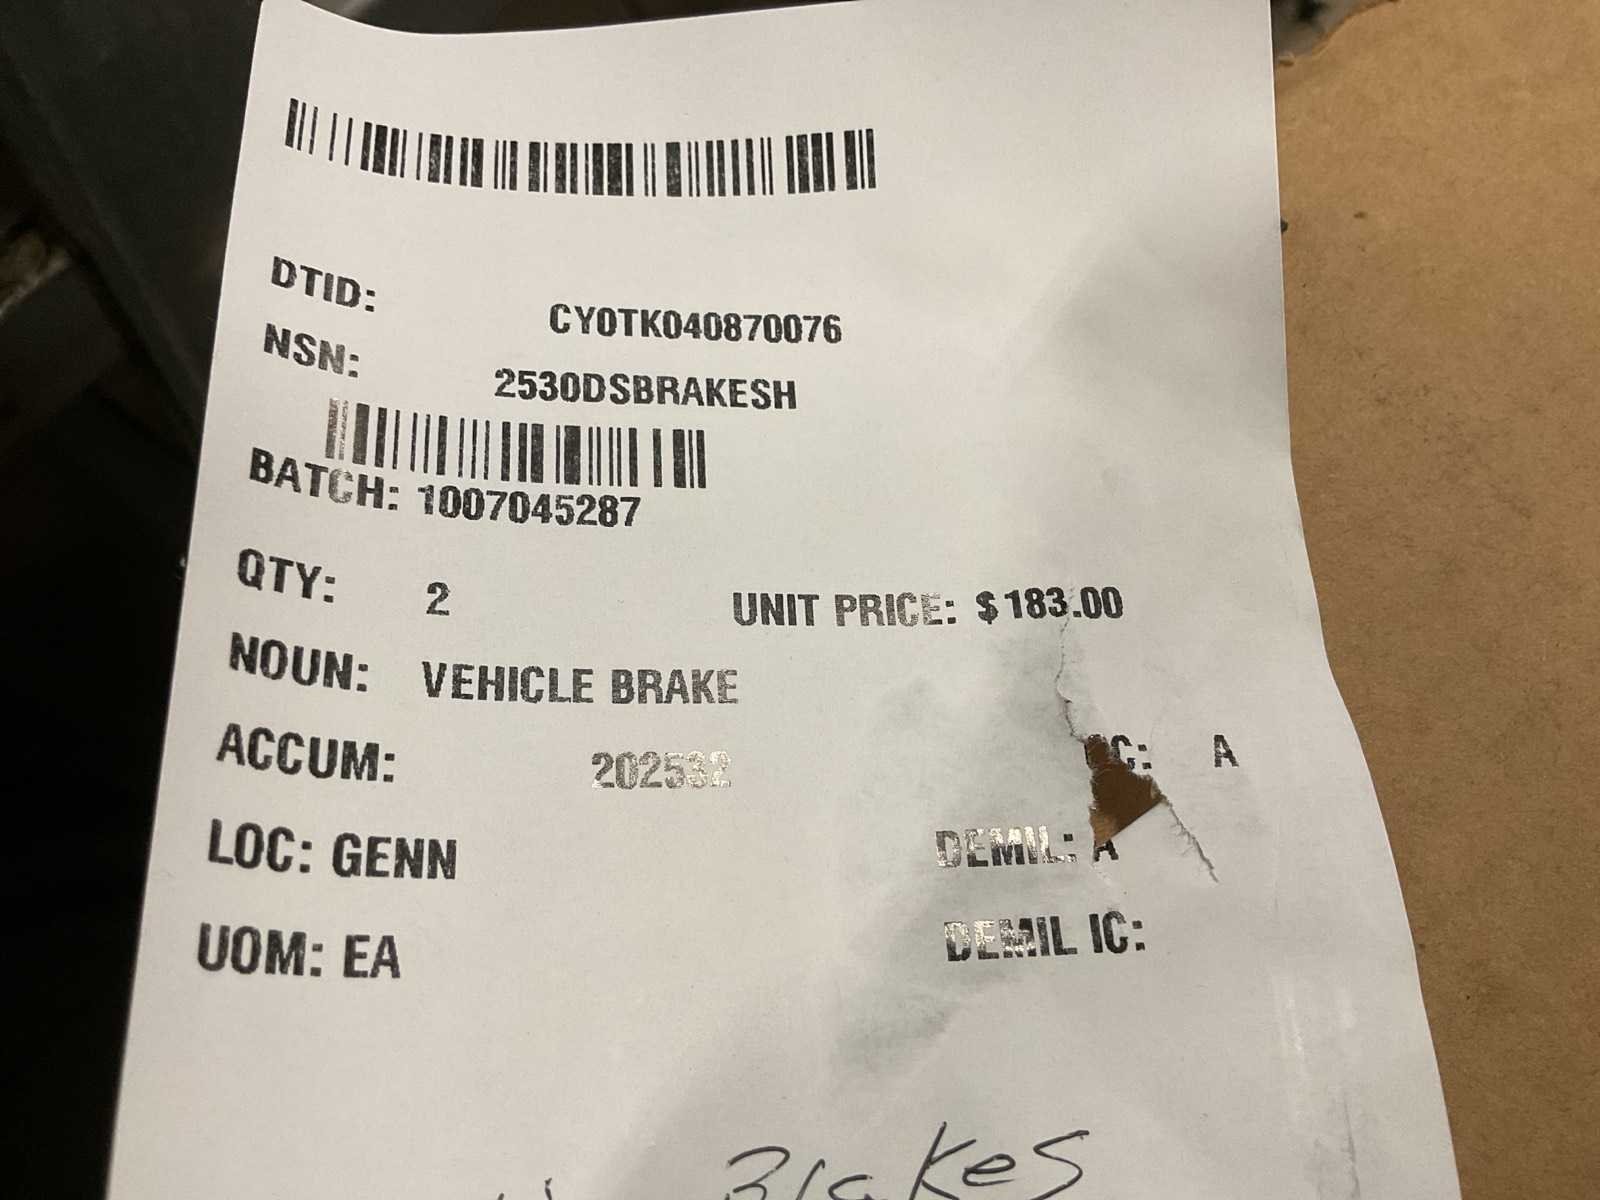 DTID: CY0TK040870076
NSN: 2530DSBRAKESH
BATCH: 1007045287
QTY: 2 UNIT PRICE: $183.00
NOUN: VEHICLE BRAKE
ACCUM: 202532
C: A
LOC: GENN DEMIL: A
UOM: EA DEMIL IC:
Brakes